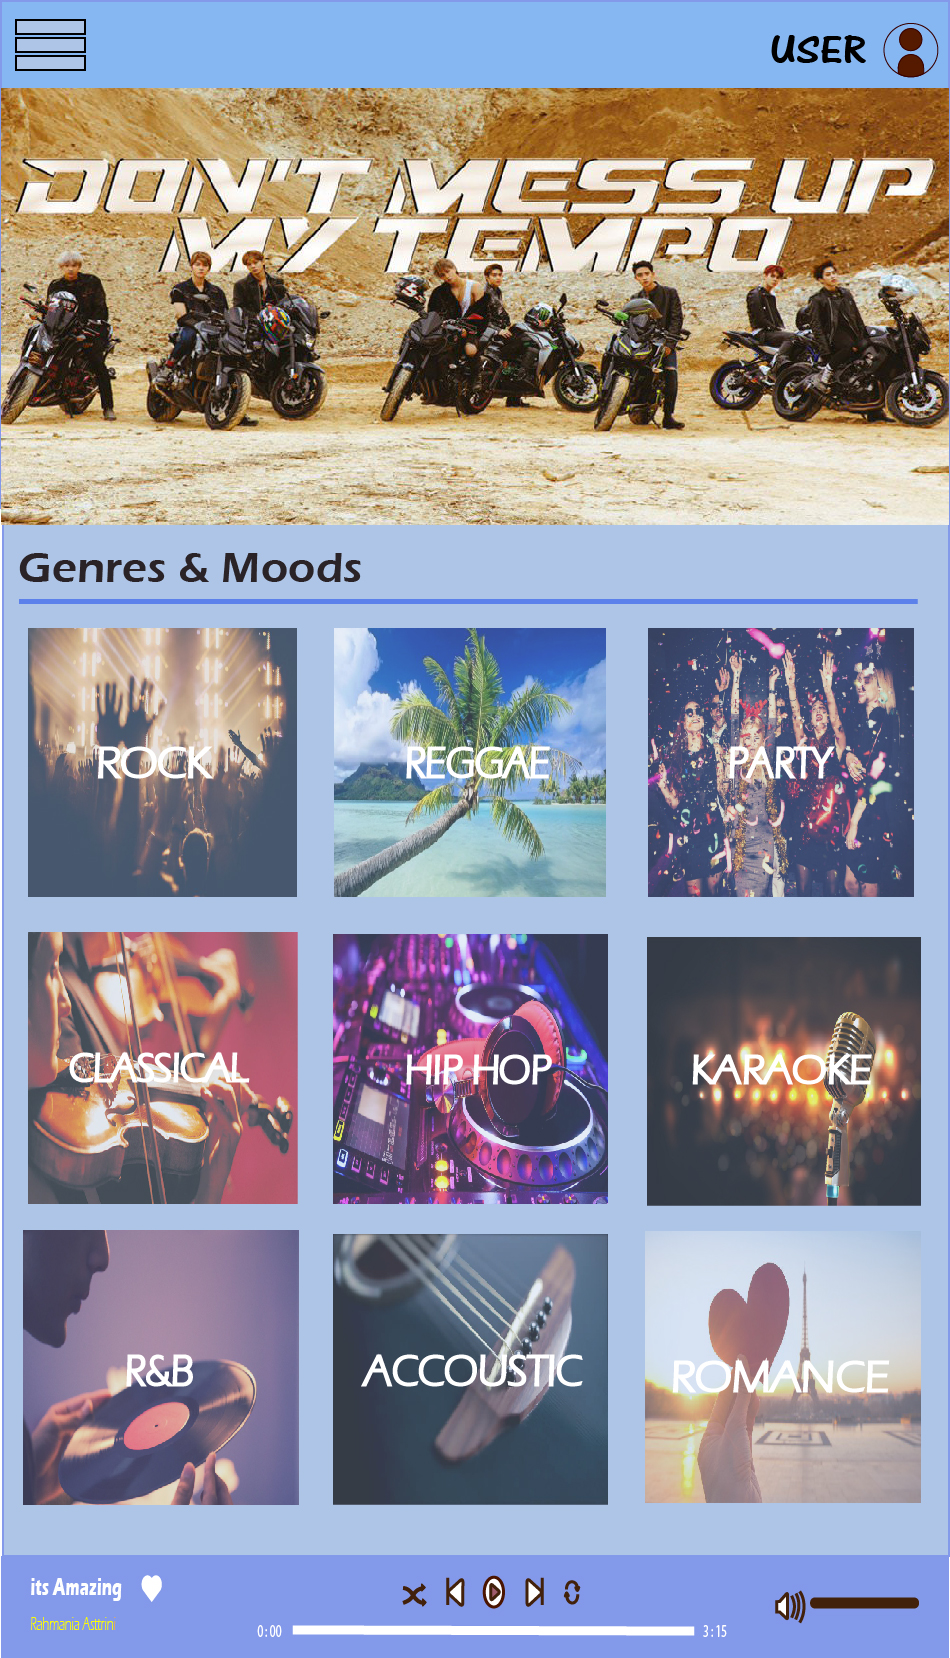 USER
DON'T MESS UP
MY TEMPO
Genres & Moods
ROCK
REGGAE
PARTY
CLASSICAL
HIP HOP
KARAOKE
R&B
ACCOUSTIC
ROMANCE
its Amazing
Rahmania Asttrini
0:00
3:15